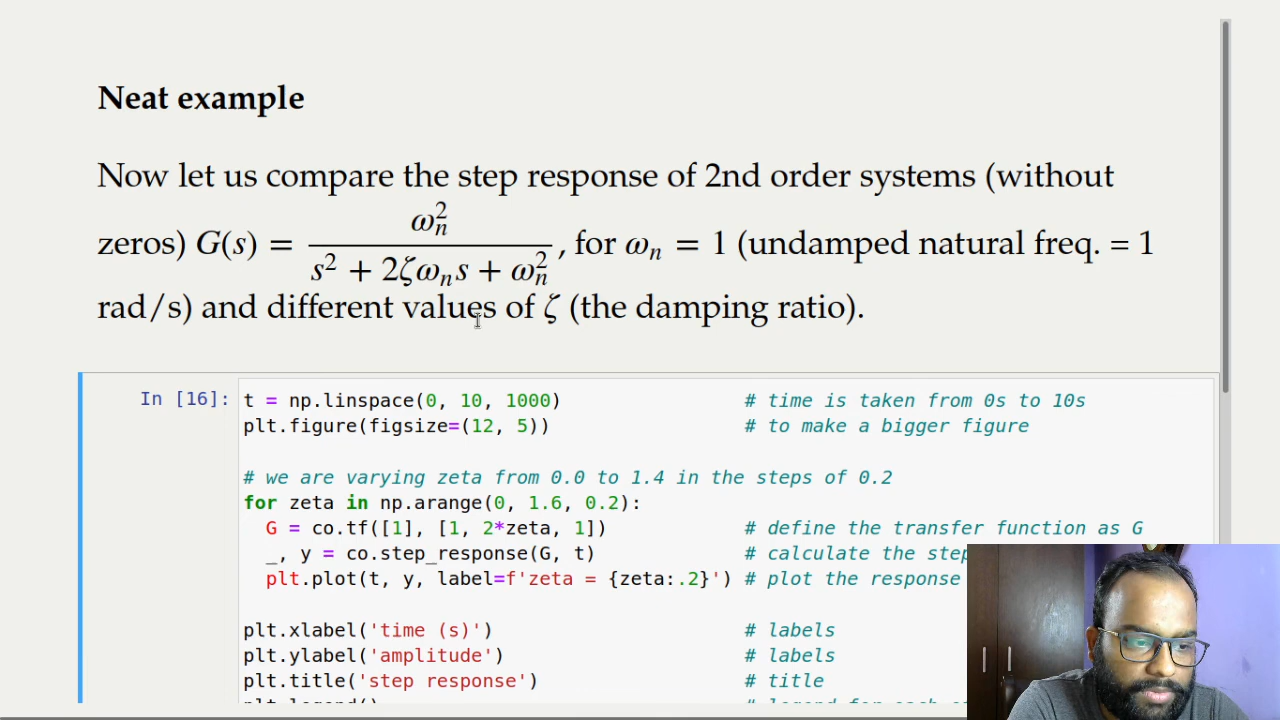 Neat example
Now let us compare the step response of 2nd order systems (without
zeros) G(s) = ω_n^2 / (s^2 + 2ζω_n s + ω_n^2), for ω_n = 1 (undamped natural freq. = 1
rad/s) and different values of ζ (the damping ratio).
In [16]: t = np.linspace(0, 10, 1000) # time is taken from 0s to 10s
plt.figure(figsize=(12, 5)) # to make a bigger figure
# we are varying zeta from 0.0 to 1.4 in the steps of 0.2
for zeta in np.arange(0, 1.6, 0.2):
G = co.tf([1], [1, 2*zeta, 1]) # define the transfer function as G
_, y = co.step_response(G, t) # calculate the step
plt.plot(t, y, label=f'zeta = {zeta:.2}') # plot the response
plt.xlabel('time (s)') # labels
plt.ylabel('amplitude') # labels
plt.title('step response') # title